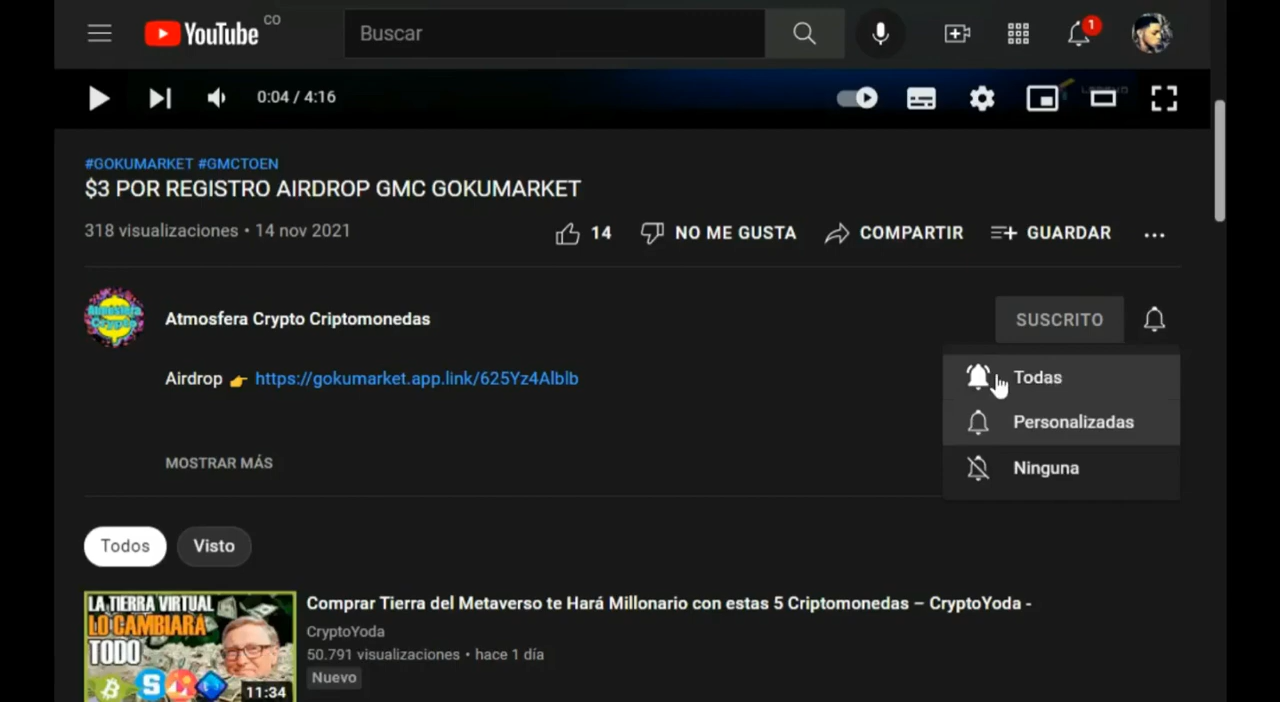 YouTube CO
Buscar
1
0:04 / 4:16
#GOKUMARKET #GMCTOEN
$3 POR REGISTRO AIRDROP GMC GOKUMARKET
318 visualizaciones • 14 nov 2021
14 NO ME GUSTA COMPARTIR GUARDAR
Atmosfera Crypto
Atmosfera Crypto Criptomonedas
SUSCRITO
Airdrop 👉 https://gokumarket.app.link/625Yz4Alblb
Todas
Personalizadas
Ninguna
MOSTRAR MÁS
Todos Visto
LA TIERRA VIRTUAL
LO CAMBIARÁ
TODO
11:34
Comprar Tierra del Metaverso te Hará Millonario con estas 5 Criptomonedas – CryptoYoda -
CryptoYoda
50.791 visualizaciones • hace 1 día
Nuevo